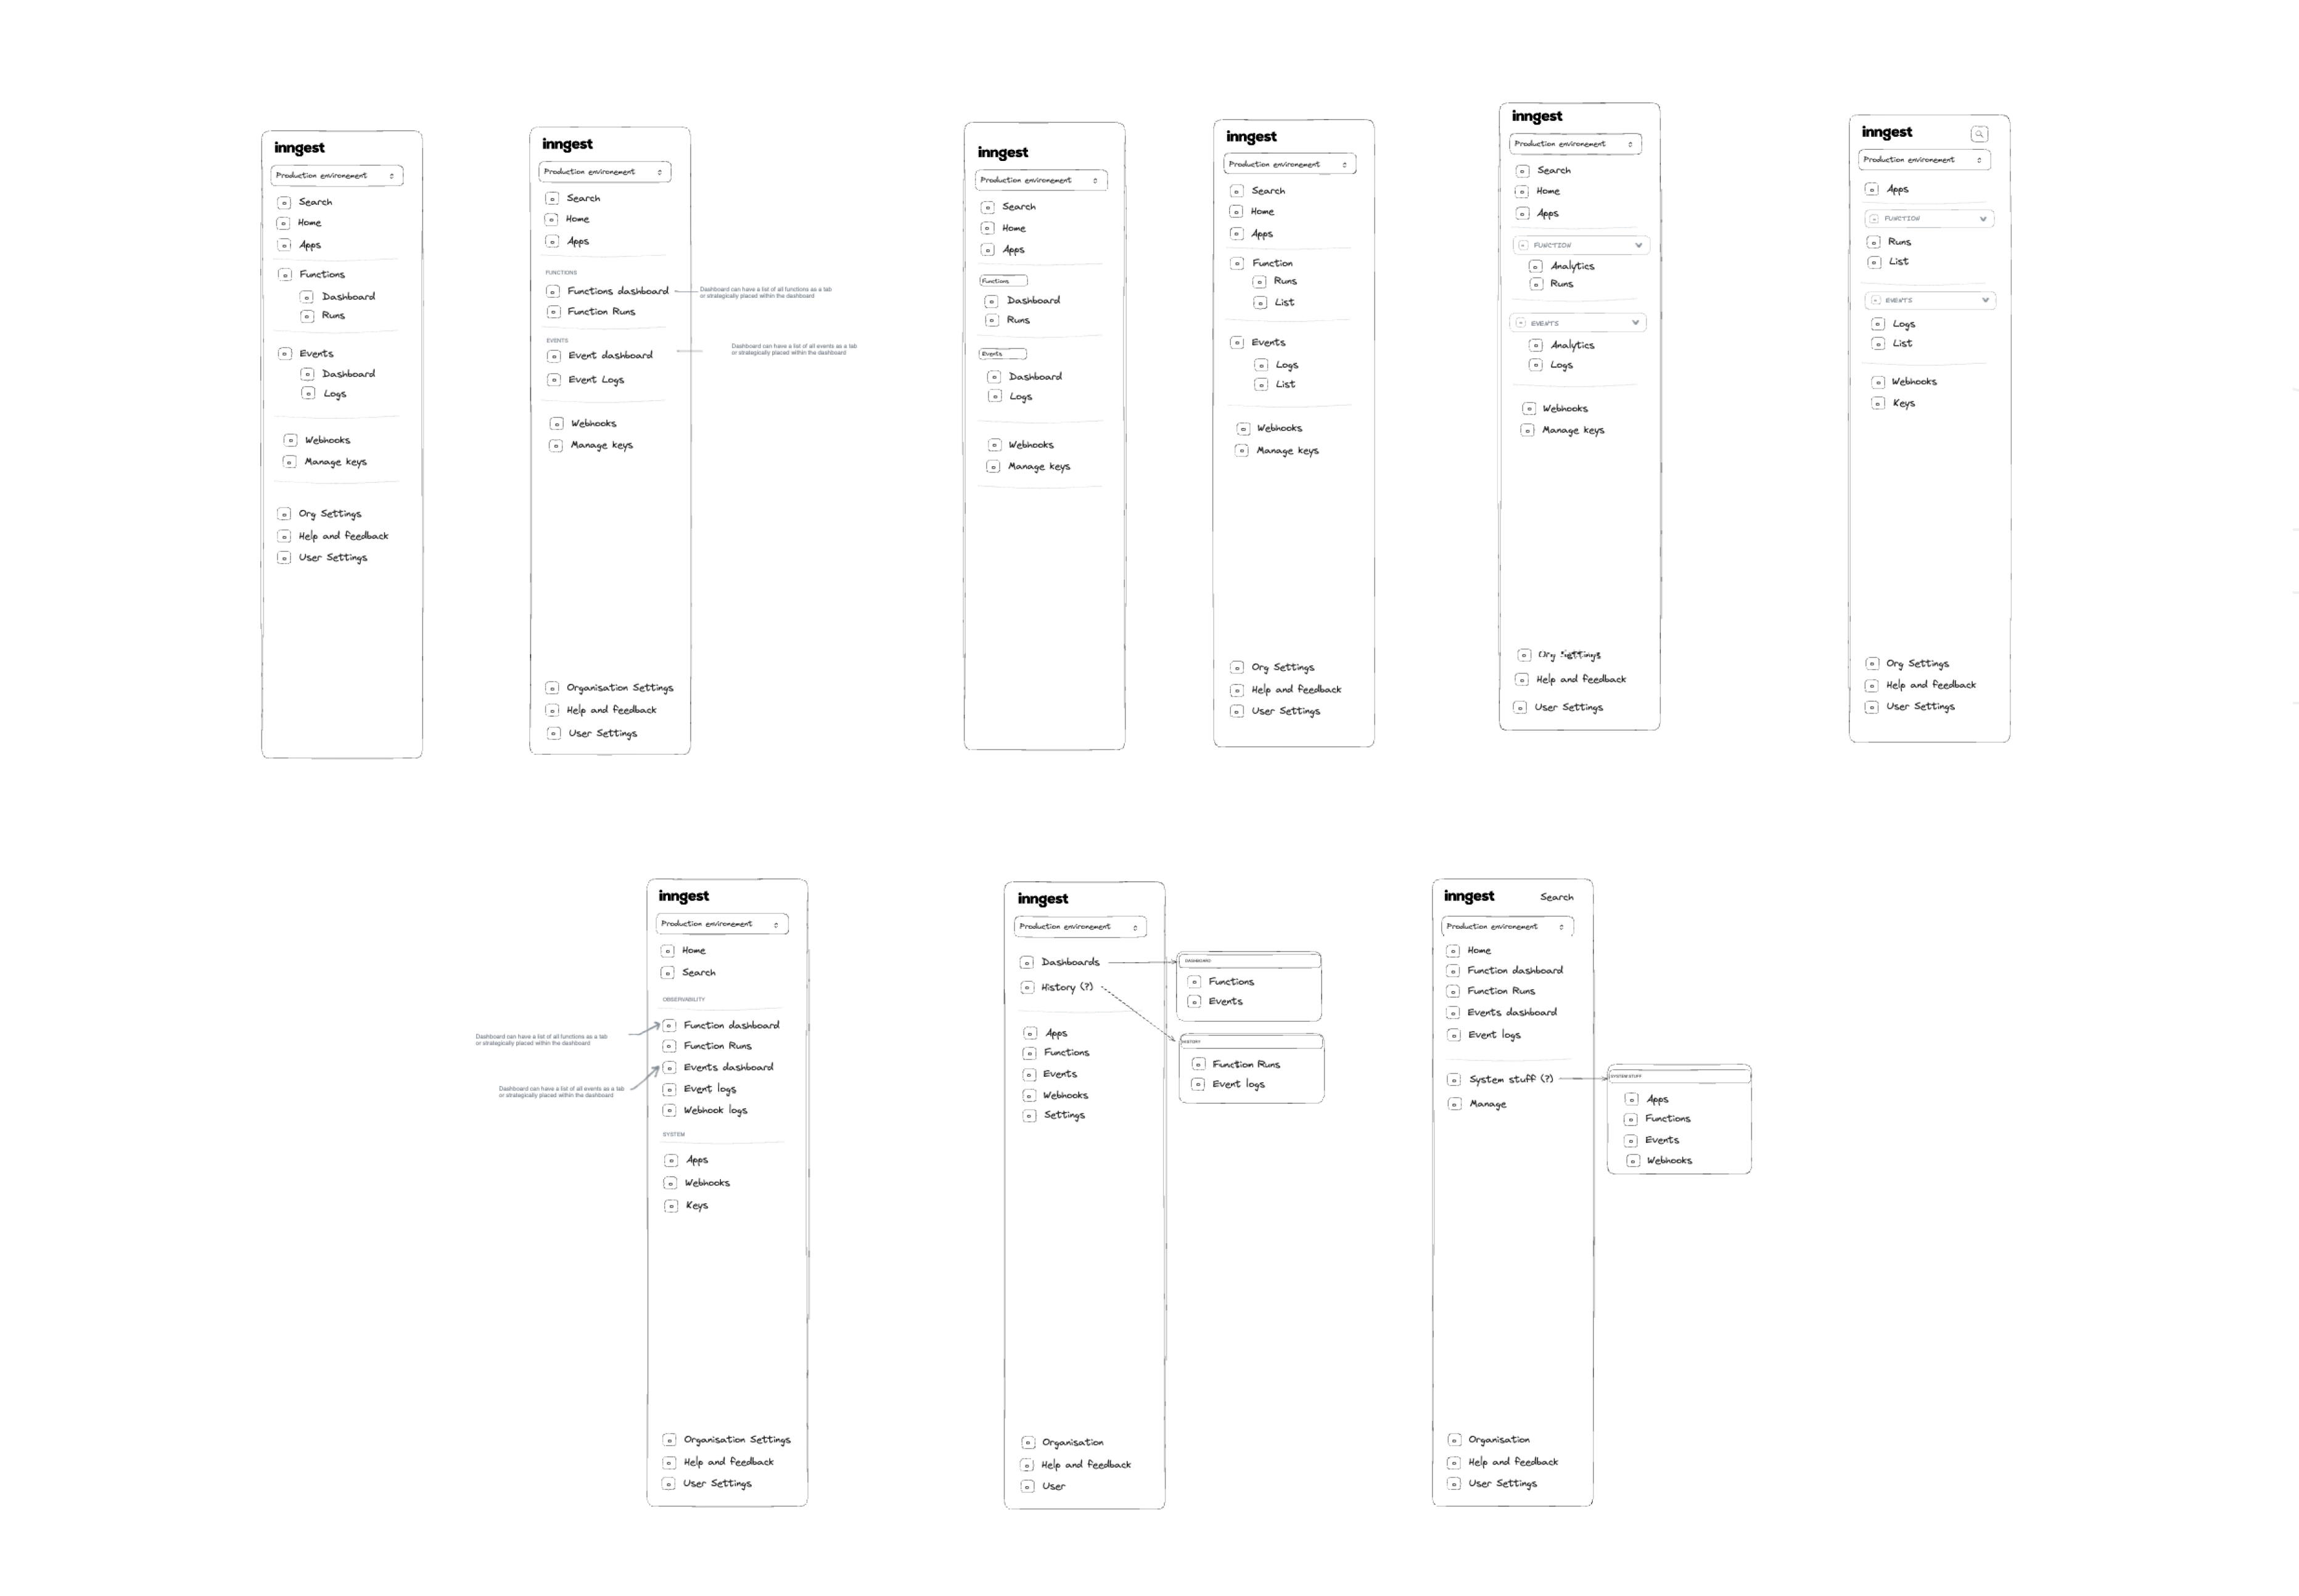 inngest
Production environement
Search
Home
Apps
Functions
Dashboard
Runs
Events
Dashboard
Logs
Webhooks
Manage keys
Org Settings
Help and feedback
User Settings
inngest
Production environement
Search
Home
Apps
FUNCTIONS
Functions dashboard
Function Runs
EVENTS
Event dashboard
Event Logs
Webhooks
Manage keys
Organisation Settings
Help and feedback
User Settings
Dashboard can have a list of all functions as a tab
or strategically placed within the dashboard
Dashboard can have a list of all events as a tab
or strategically placed within the dashboard
inngest
Production environement
Search
Home
Apps
Functions
Dashboard
Runs
Events
Dashboard
Logs
Webhooks
Manage keys
inngest
Production environement
Search
Home
Apps
Function
Runs
List
Events
Logs
List
Webhooks
Manage keys
Org Settings
Help and feedback
User Settings
inngest
Production environement
Search
Home
Apps
FUNCTION
Analytics
Runs
EVENTS
Analytics
Logs
Webhooks
Manage keys
Org Settings
Help and feedback
User Settings
inngest
Production environement
Apps
FUNCTION
Runs
List
EVENTS
Logs
List
Webhooks
Keys
Org Settings
Help and feedback
User Settings
inngest
Production environement
Home
Search
OBSERVABILITY
Function dashboard
Function Runs
Events dashboard
Event logs
Webhook logs
SYSTEM
Apps
Webhooks
Keys
Organisation Settings
Help and feedback
User Settings
Dashboard can have a list of all functions as a tab
or strategically placed within the dashboard
Dashboard can have a list of all events as a tab
or strategically placed within the dashboard
inngest
Production environement
Dashboards
History (?)
Apps
Functions
Events
Webhooks
Settings
Organisation
Help and feedback
User
DASHBOARD
Functions
Events
HISTORY
Function Runs
Event logs
inngest
Search
Production environement
Home
Function dashboard
Function Runs
Events dashboard
Event logs
System stuff (?)
Manage
Organisation
Help and feedback
User Settings
SYSTEM STUFF
Apps
Functions
Events
Webhooks